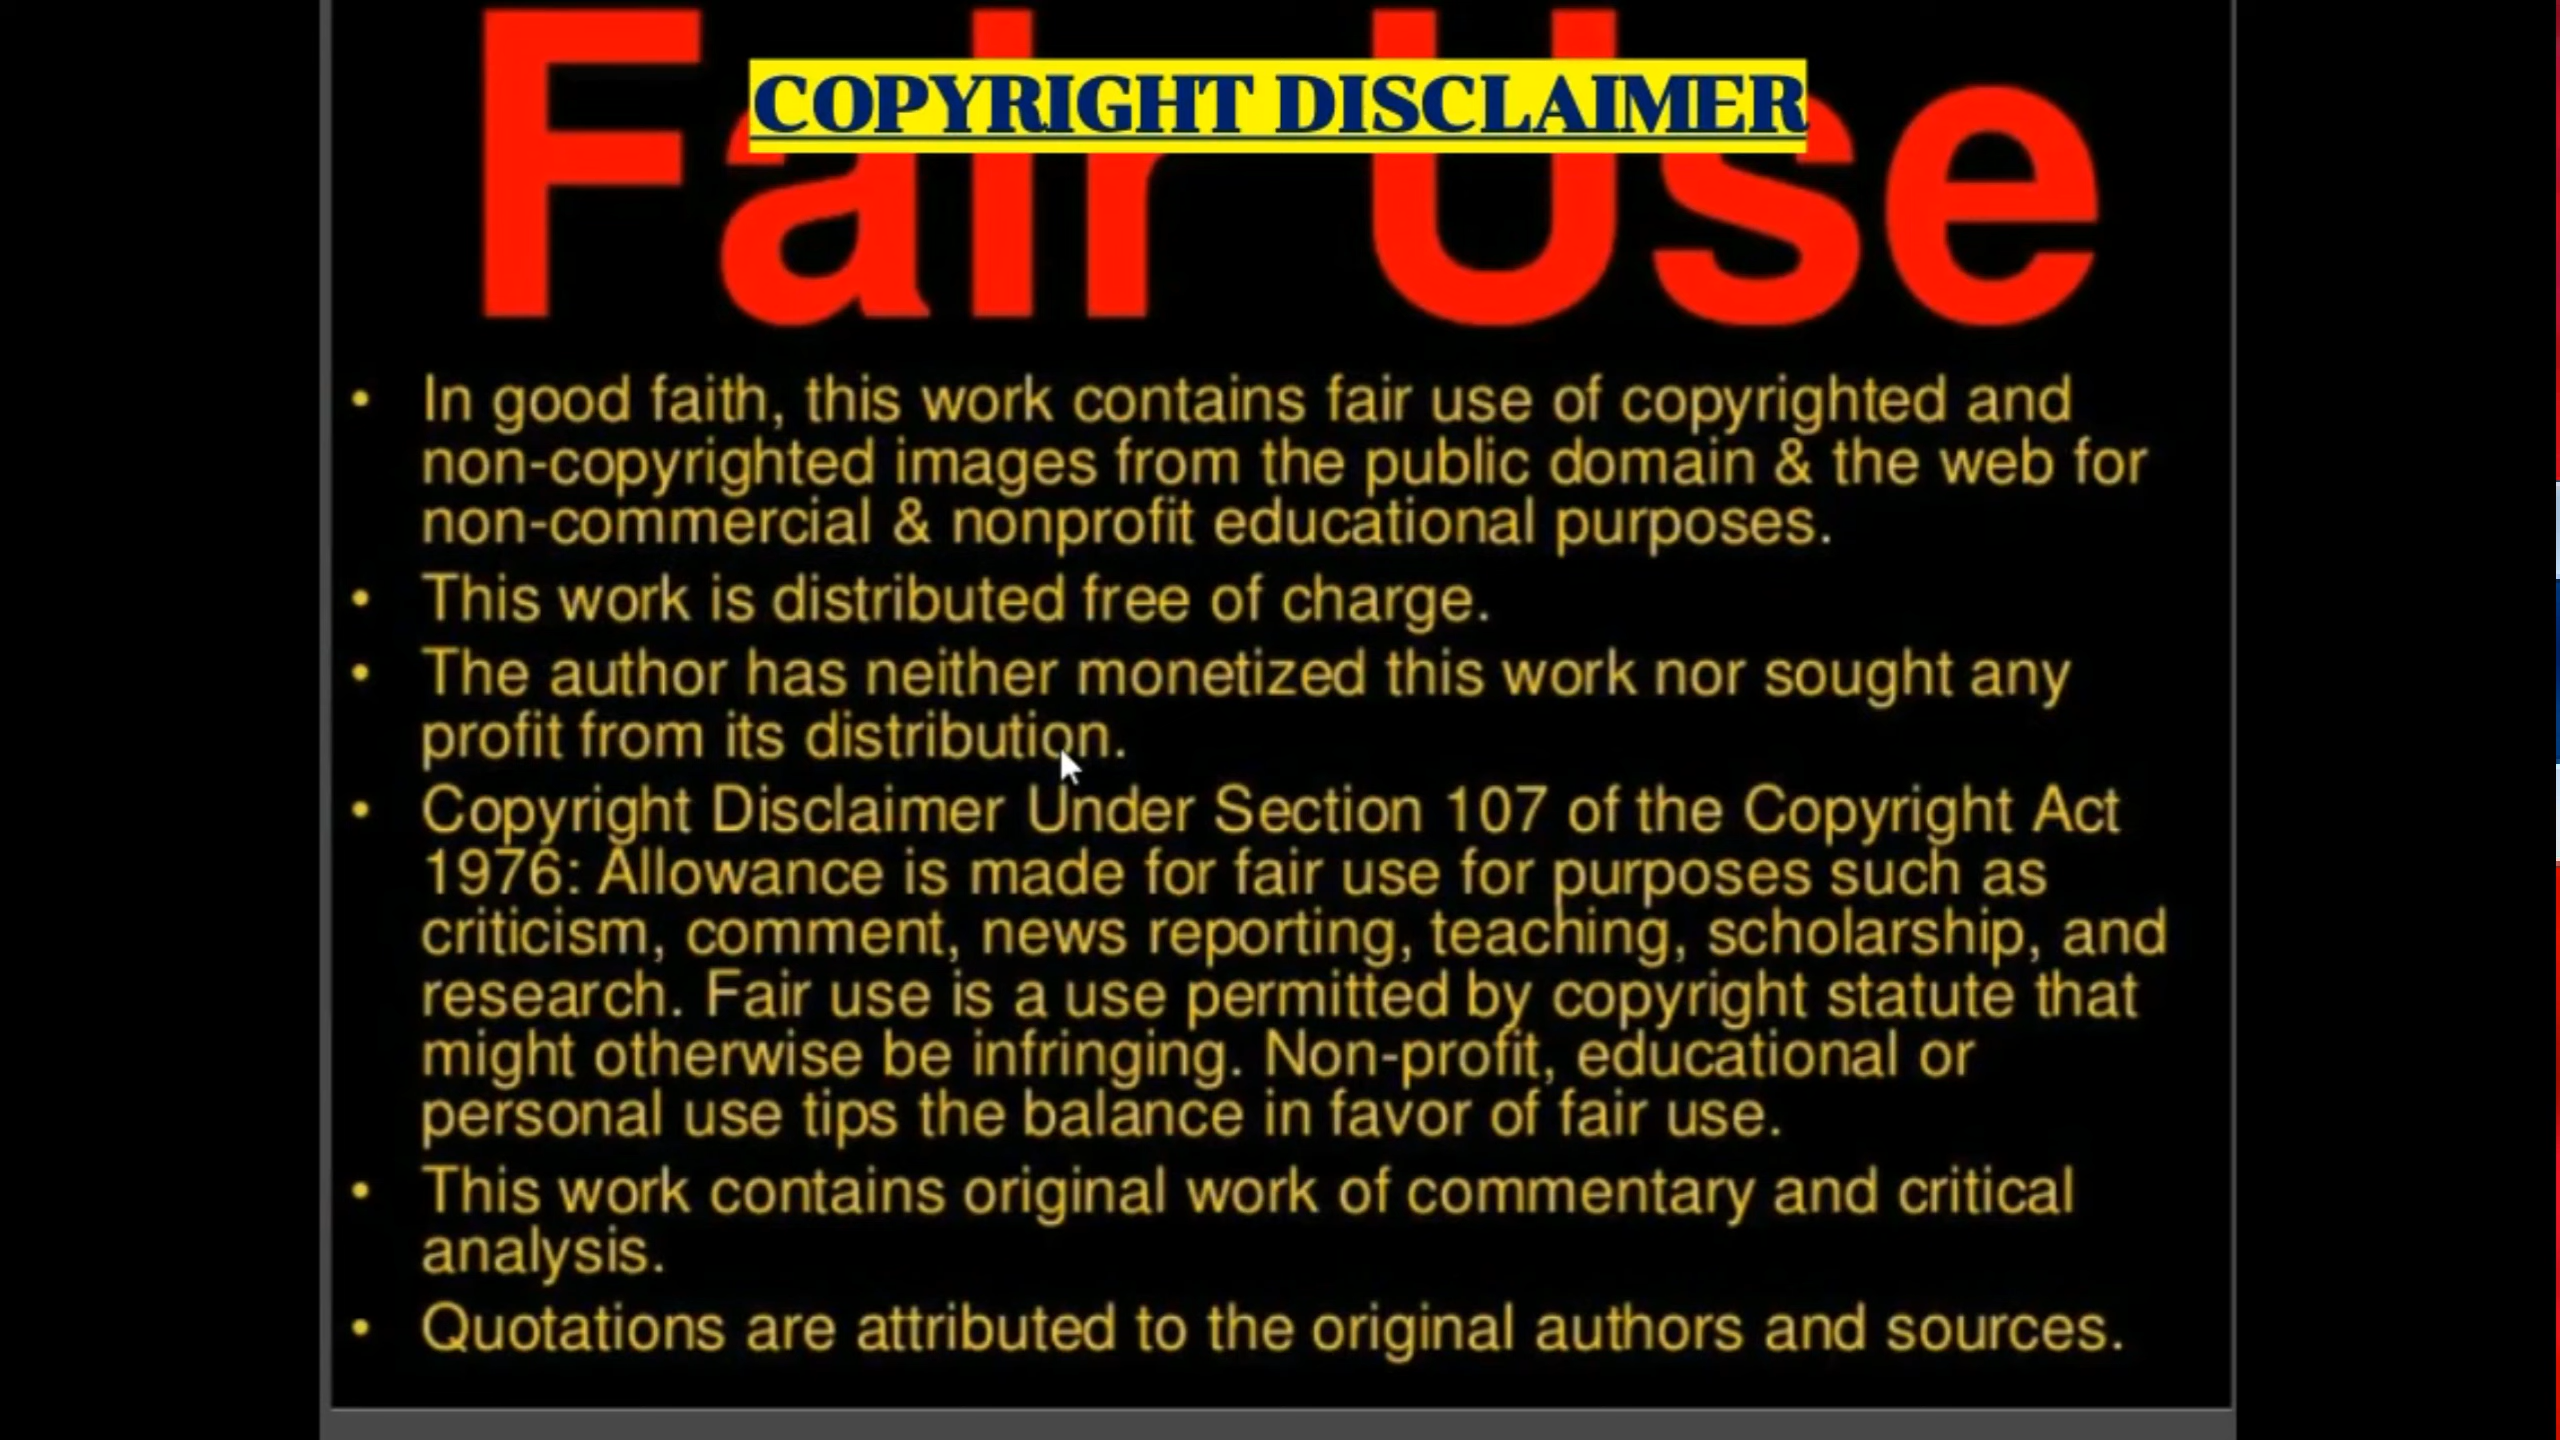 Fair Use
COPYRIGHT DISCLAIMER
• In good faith, this work contains fair use of copyrighted and
non-copyrighted images from the public domain & the web for
non-commercial & nonprofit educational purposes.
• This work is distributed free of charge.
• The author has neither monetized this work nor sought any
profit from its distribution.
• Copyright Disclaimer Under Section 107 of the Copyright Act
1976: Allowance is made for fair use for purposes such as
criticism, comment, news reporting, teaching, scholarship, and
research. Fair use is a use permitted by copyright statute that
might otherwise be infringing. Non-profit, educational or
personal use tips the balance in favor of fair use.
• This work contains original work of commentary and critical
analysis.
• Quotations are attributed to the original authors and sources.